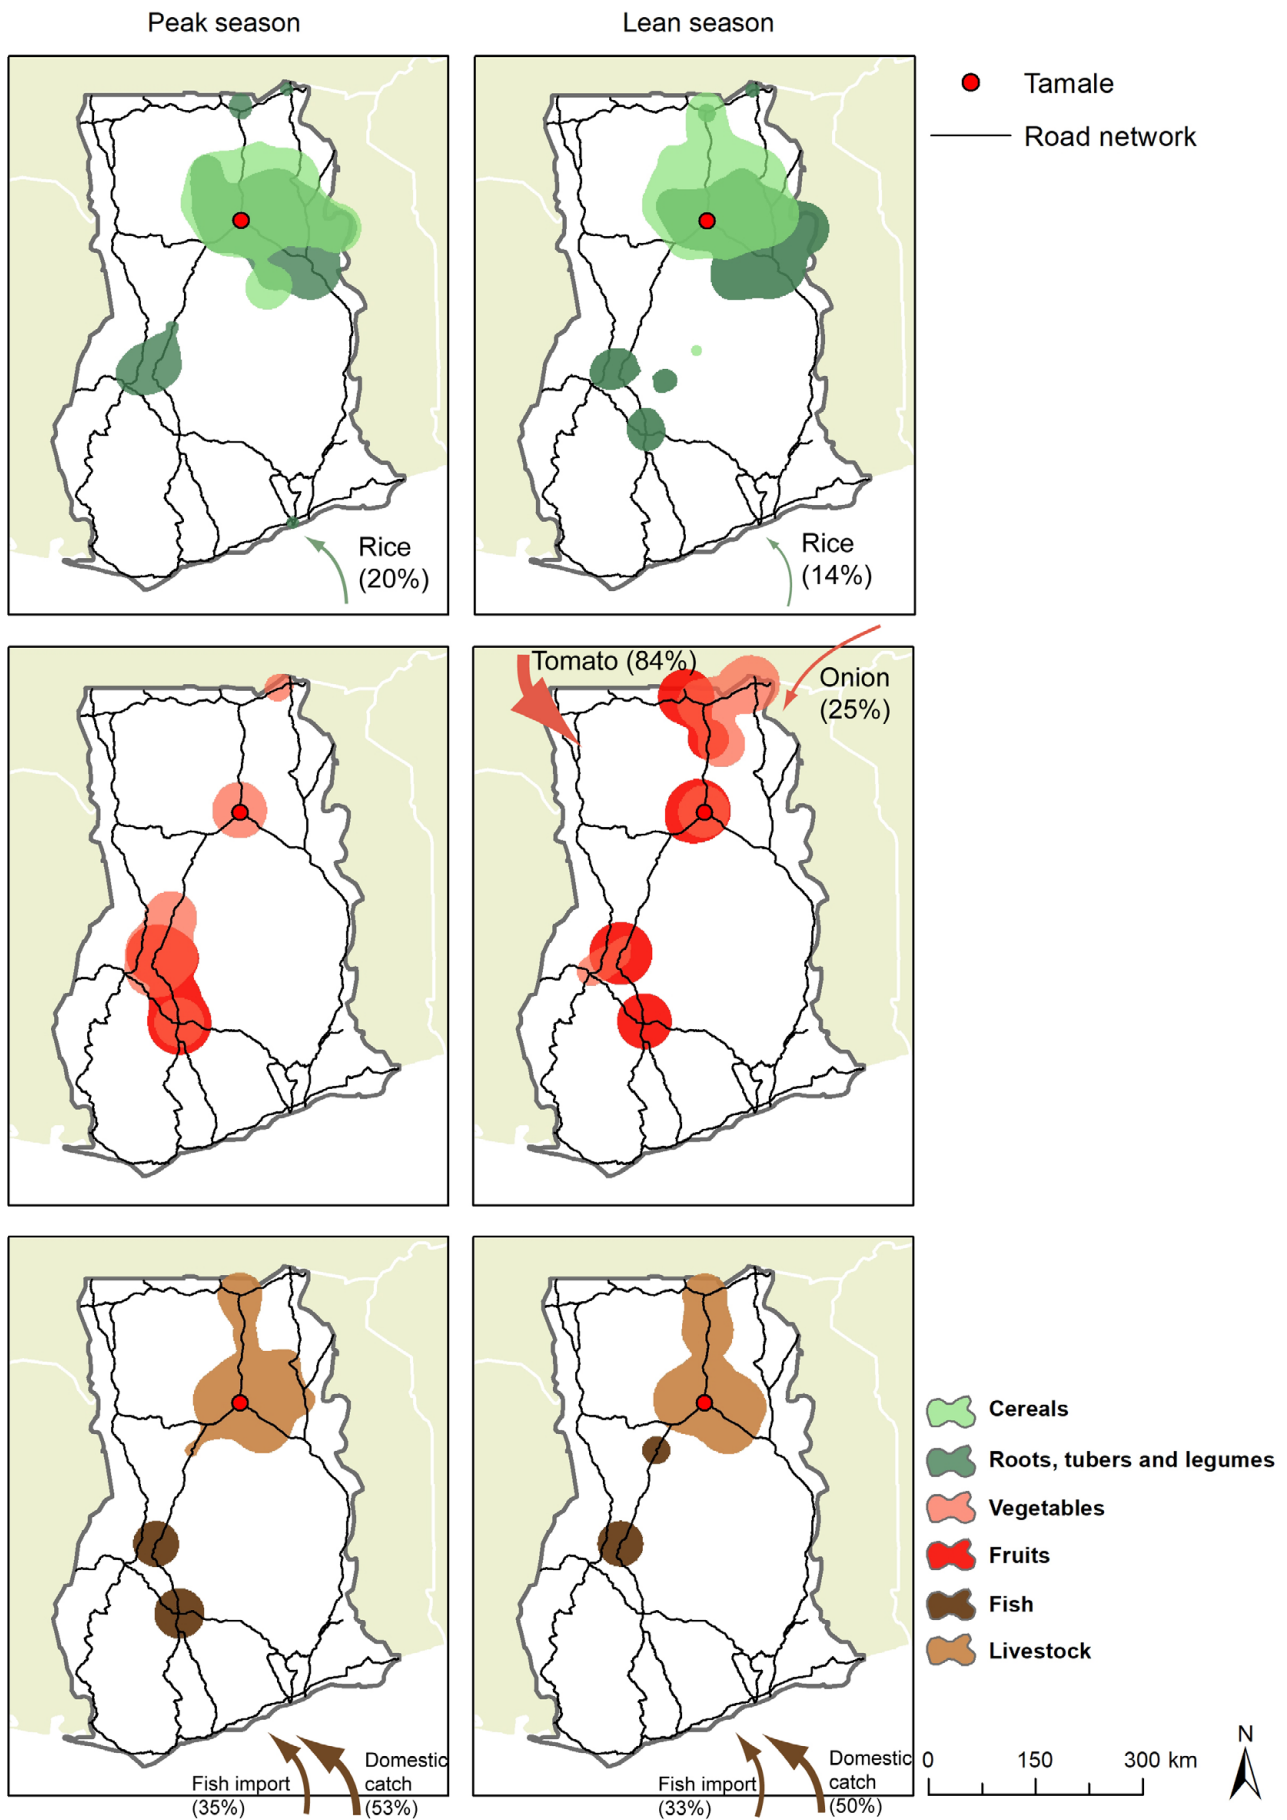 Peak season
Lean season
Tamale
Road network
Rice
(20%)
Rice
(14%)
Tomato (84%)
Onion
(25%)
Cereals
Roots, tubers and legumes
Vegetables
Fruits
Fish
Livestock
Fish import
(35%)
Domestic
catch
(53%)
Fish import
(33%)
Domestic
catch
(50%)
0 150 300 km
N